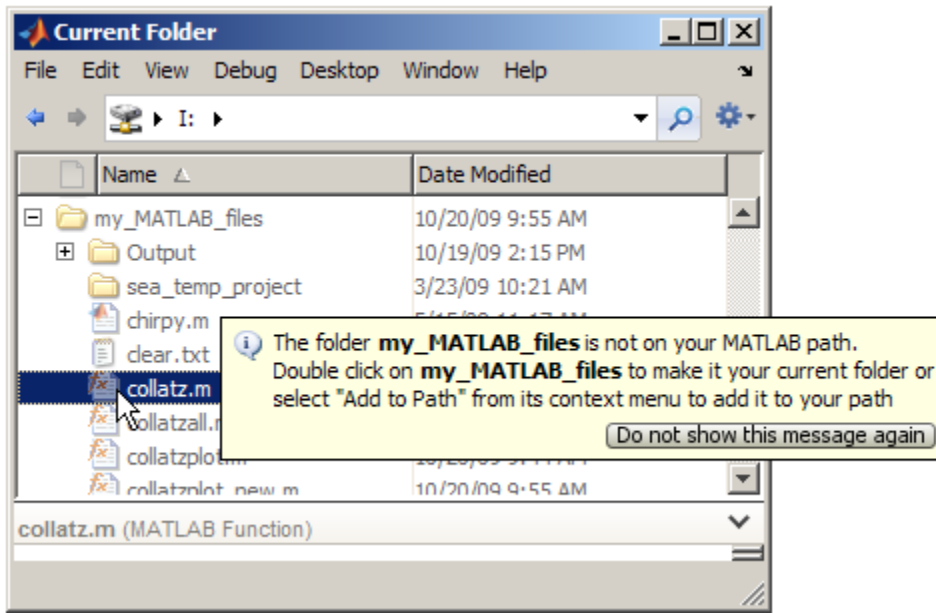 Current Folder
File Edit View Debug Desktop Window Help
I:
Name Date Modified
my_MATLAB_files 10/20/09 9:55 AM
Output 10/19/09 2:15 PM
sea_temp_project 3/23/09 10:21 AM
chirpy.m
clear.txt
collatz.m
collatzall.m
collatzplot.m
collatzplot_new.m 10/20/09 9:55 AM
The folder my_MATLAB_files is not on your MATLAB path.
Double click on my_MATLAB_files to make it your current folder or
select "Add to Path" from its context menu to add it to your path
Do not show this message again
collatz.m (MATLAB Function)